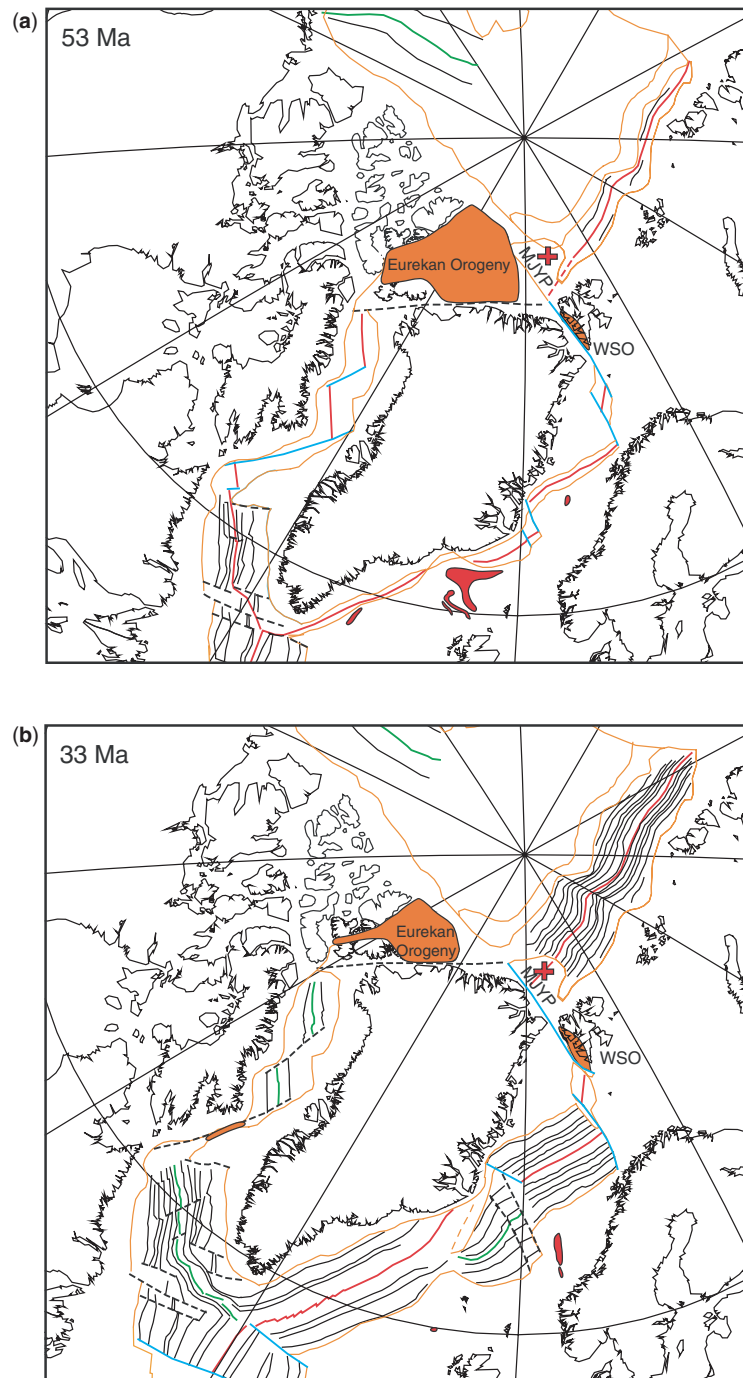 (a)
53 Ma
Eurekan Orogeny
MJYP
WSO
(b)
33 Ma
Eurekan
Orogeny
MJYP
WSO